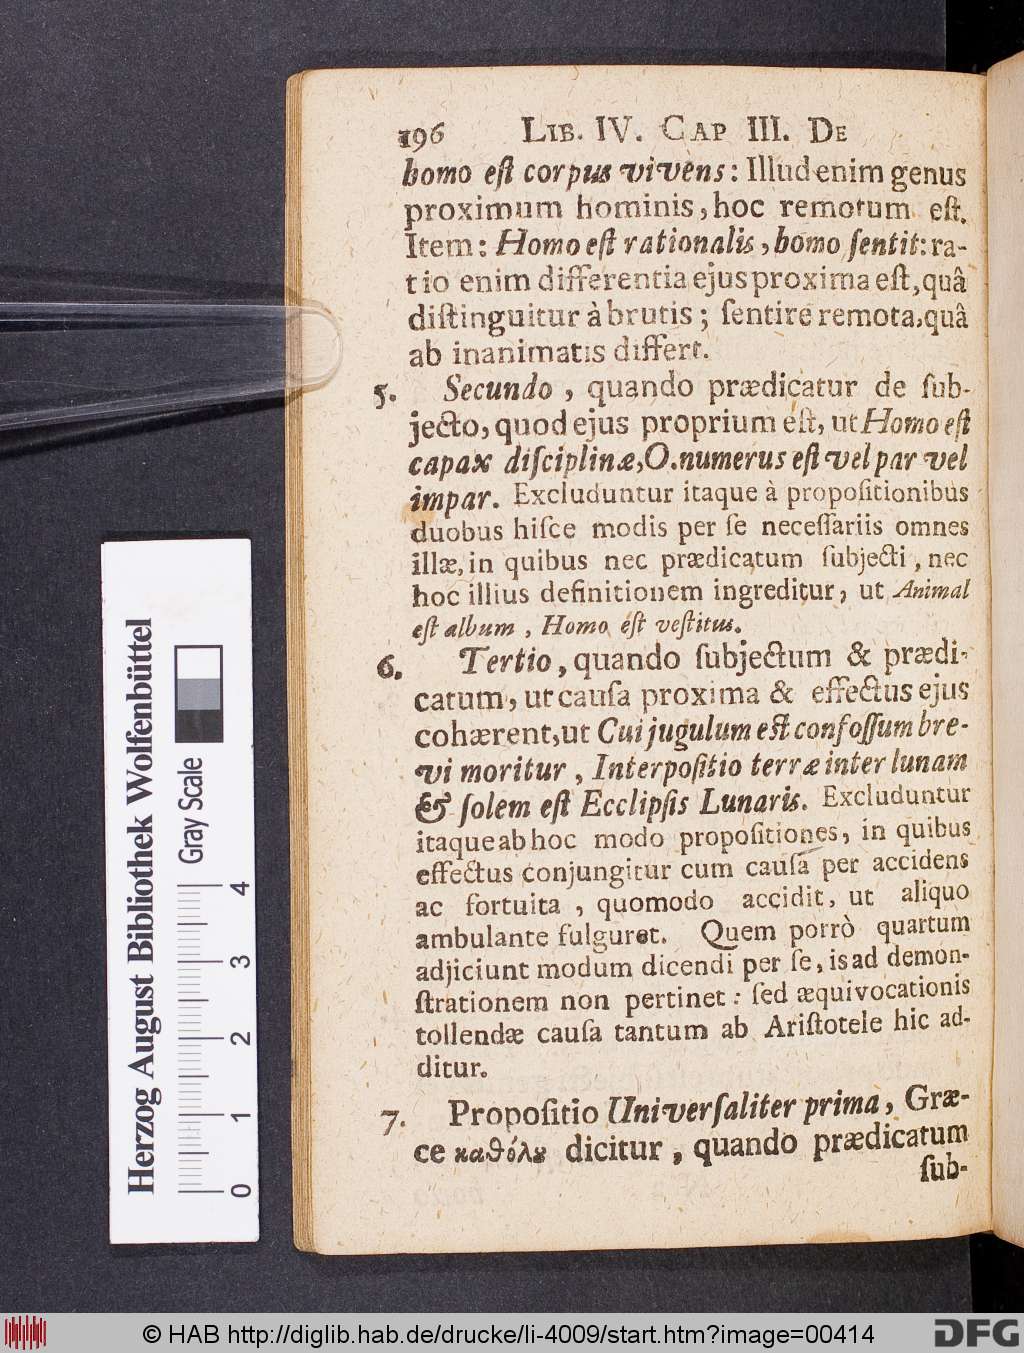 196 LIB. IV. CAP III. DE
homo eſt corpus vivens: Illud enim genus
proximum hominis, hoc remotum eſt.
Item: Homo eſt rationalis, homo ſentit: ra-
tio enim differentia ejus proxima eſt, quâ
diſtinguitur à brutis; ſentire remota, quâ
ab inanimatis differt.
5. Secundo, quando prædicatur de ſub-
jecto, quod ejus proprium eſt, ut Homo eſt
capax diſciplinæ, O. numerus eſt vel par vel
impar. Excluduntur itaque à propoſitionibus
duobus hiſce modis per ſe neceſſariis omnes
illæ, in quibus nec prædicatum ſubjecti, nec
hoc illius definitionem ingreditur, ut Animal
eſt album, Homo eſt veſtitus.
6. Tertio, quando ſubjectum & prædi-
catum, ut cauſa proxima & effectus ejus
cohærent, ut Cui jugulum eſt confoſſum bre-
vi moritur, Interpoſitio terræ inter lunam
& ſolem eſt Ecclipſis Lunaris. Excluduntur
itaque ab hoc modo propoſitiones, in quibus
effectus conjungitur cum cauſa per accidens
ac fortuita, quomodo accidit, ut aliquo
ambulante fulguret. Quem porrò quartum
adjiciunt modum dicendi per ſe, is ad demon-
ſtrationem non pertinet: ſed æquivocationis
tollendæ cauſa tantum ab Ariſtotele hic ad-
ditur.
7. Propoſitio Univerſaliter prima, Græ-
ce καθόλȣ dicitur, quando prædicatum
ſub-
Herzog August Bibliothek Wolfenbüttel
Gray Scale
0 1 2 3 4
© HAB http://diglib.hab.de/drucke/li-4009/start.htm?image=00414
DFG